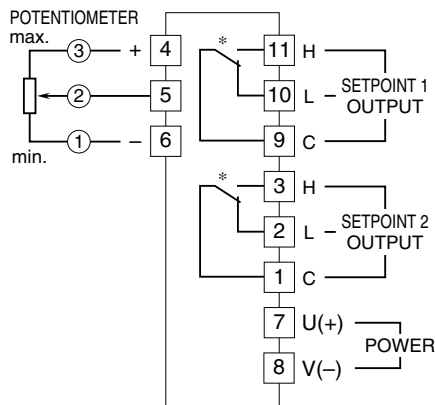 POTENTIOMETER
max.
3 + 4
2 5
1 – 6
min.
* 11 H
10 L SETPOINT 1
OUTPUT
9 C
* 3 H
2 L SETPOINT 2
OUTPUT
1 C
7 U(+)
POWER
8 V(–)